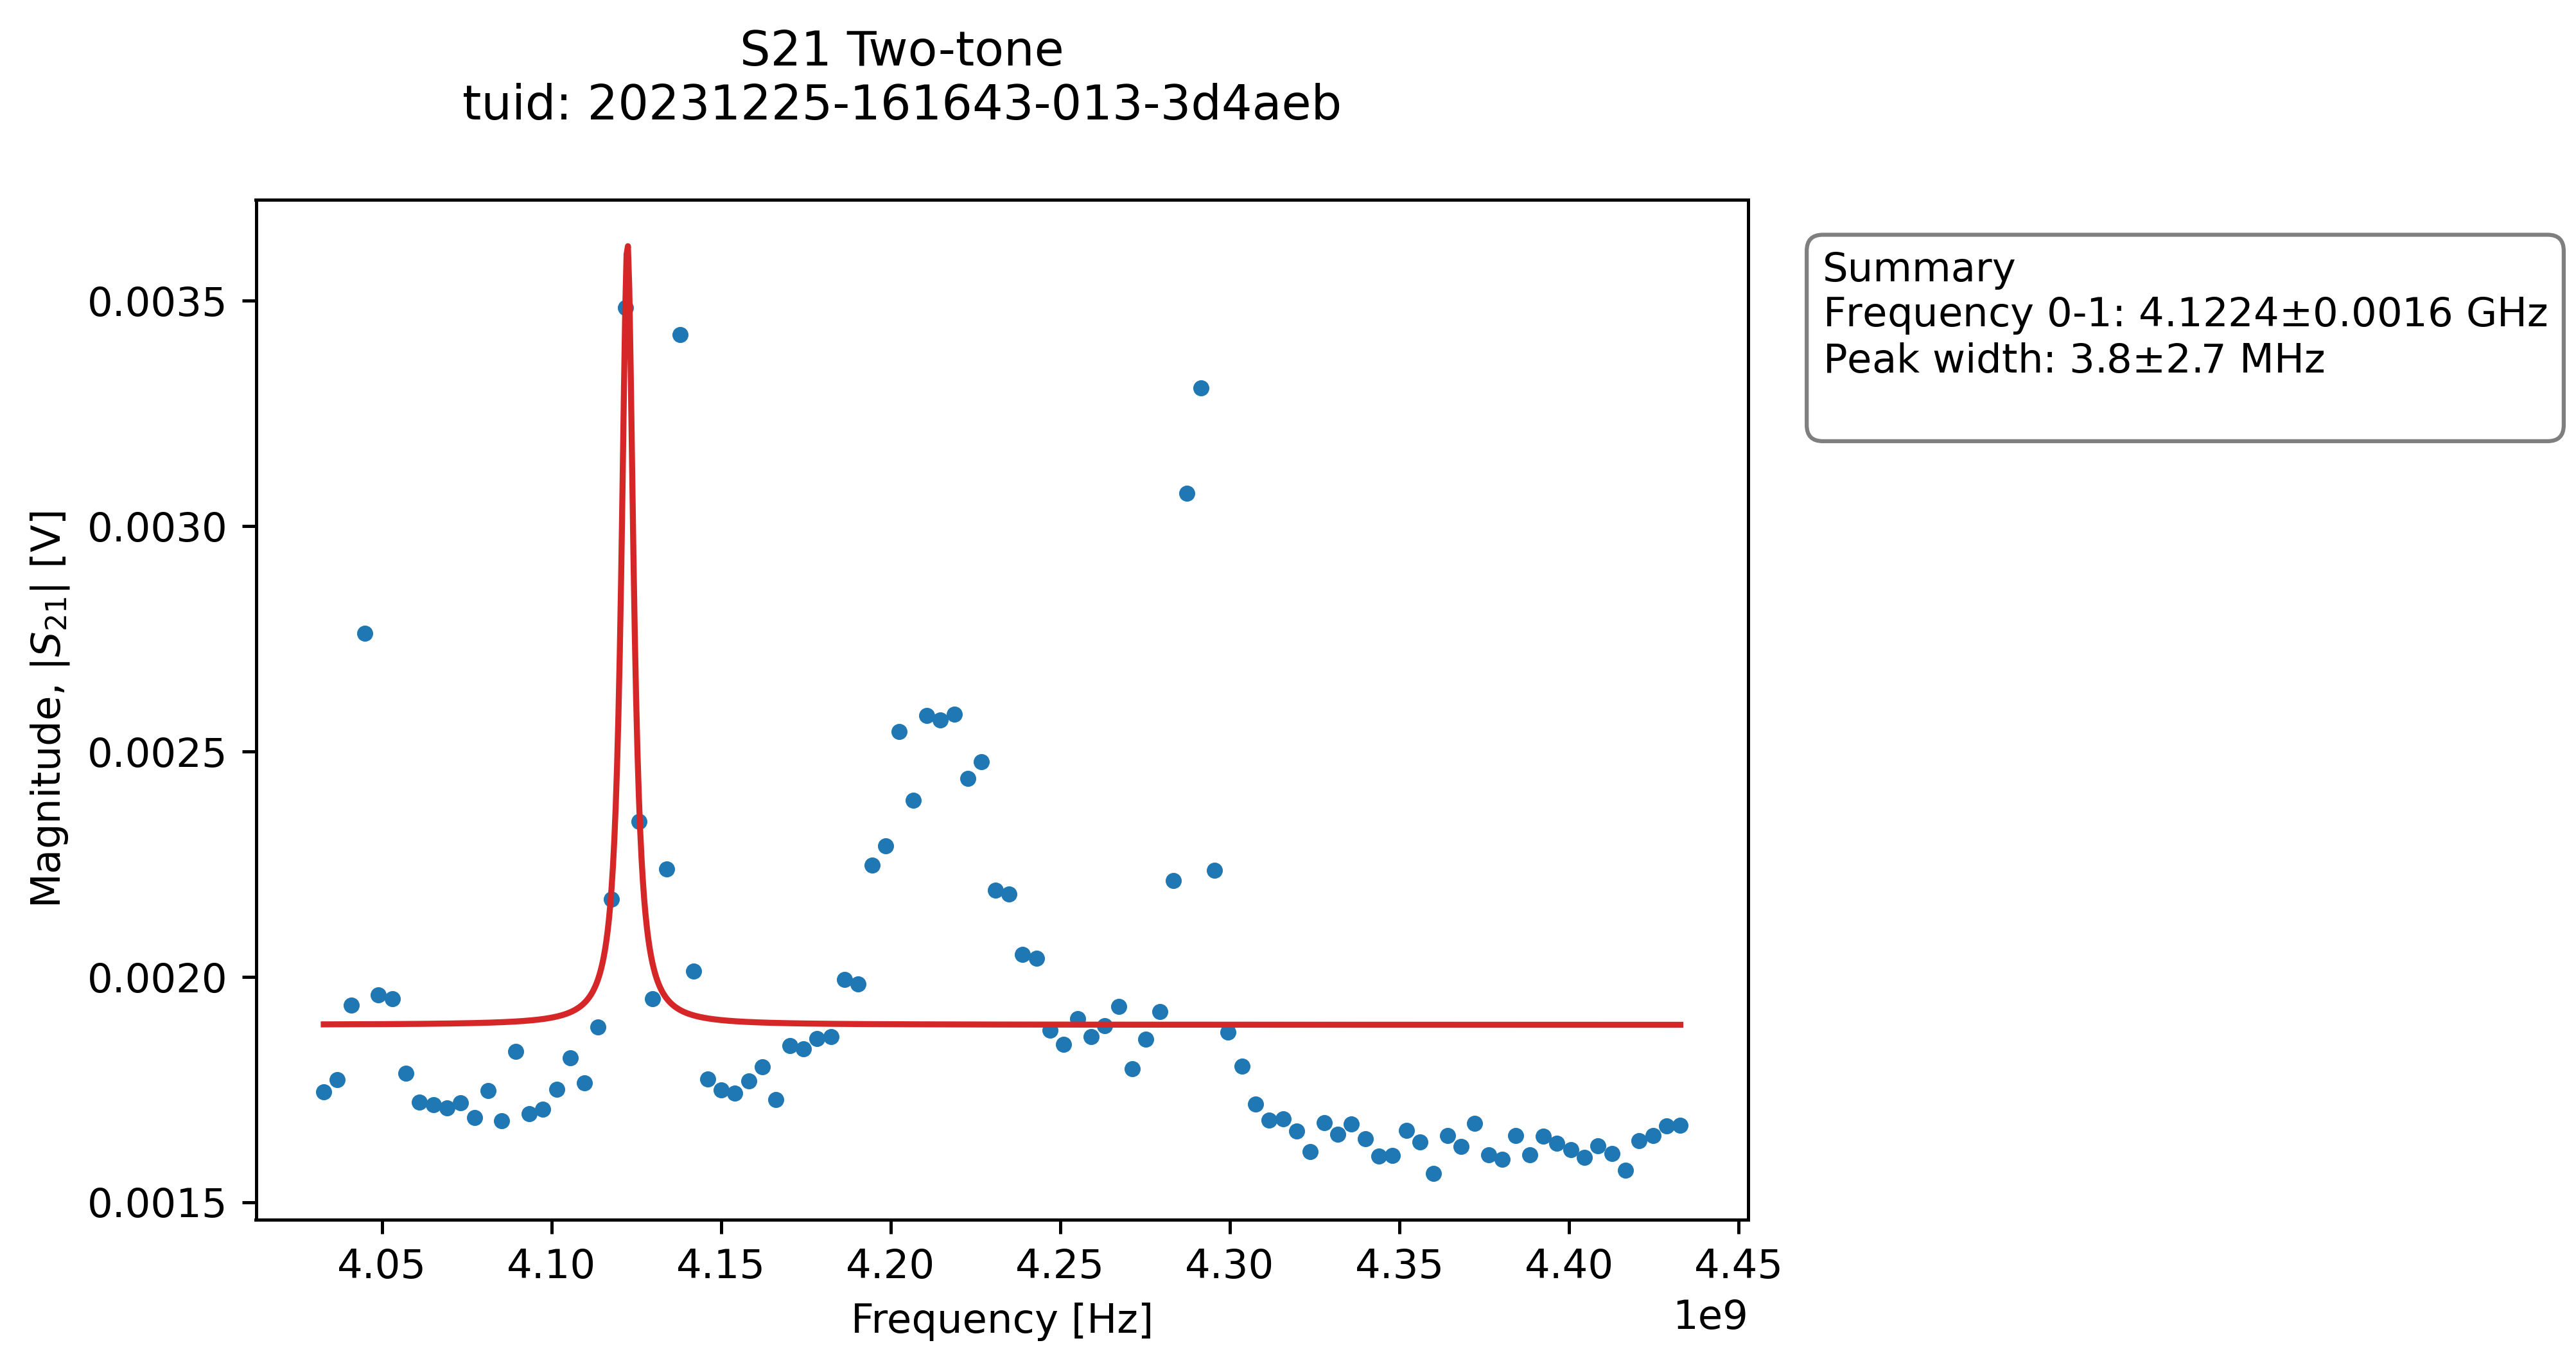 S21 Two-tone
tuid: 20231225-161643-013-3d4aeb
Summary
Frequency 0-1: 4.1224±0.0016 GHz
Peak width: 3.8±2.7 MHz
Magnitude, |S21| [V]
0.0035
0.0030
0.0025
0.0020
0.0015
4.05 4.10 4.15 4.20 4.25 4.30 4.35 4.40 4.45
Frequency [Hz]
1e9